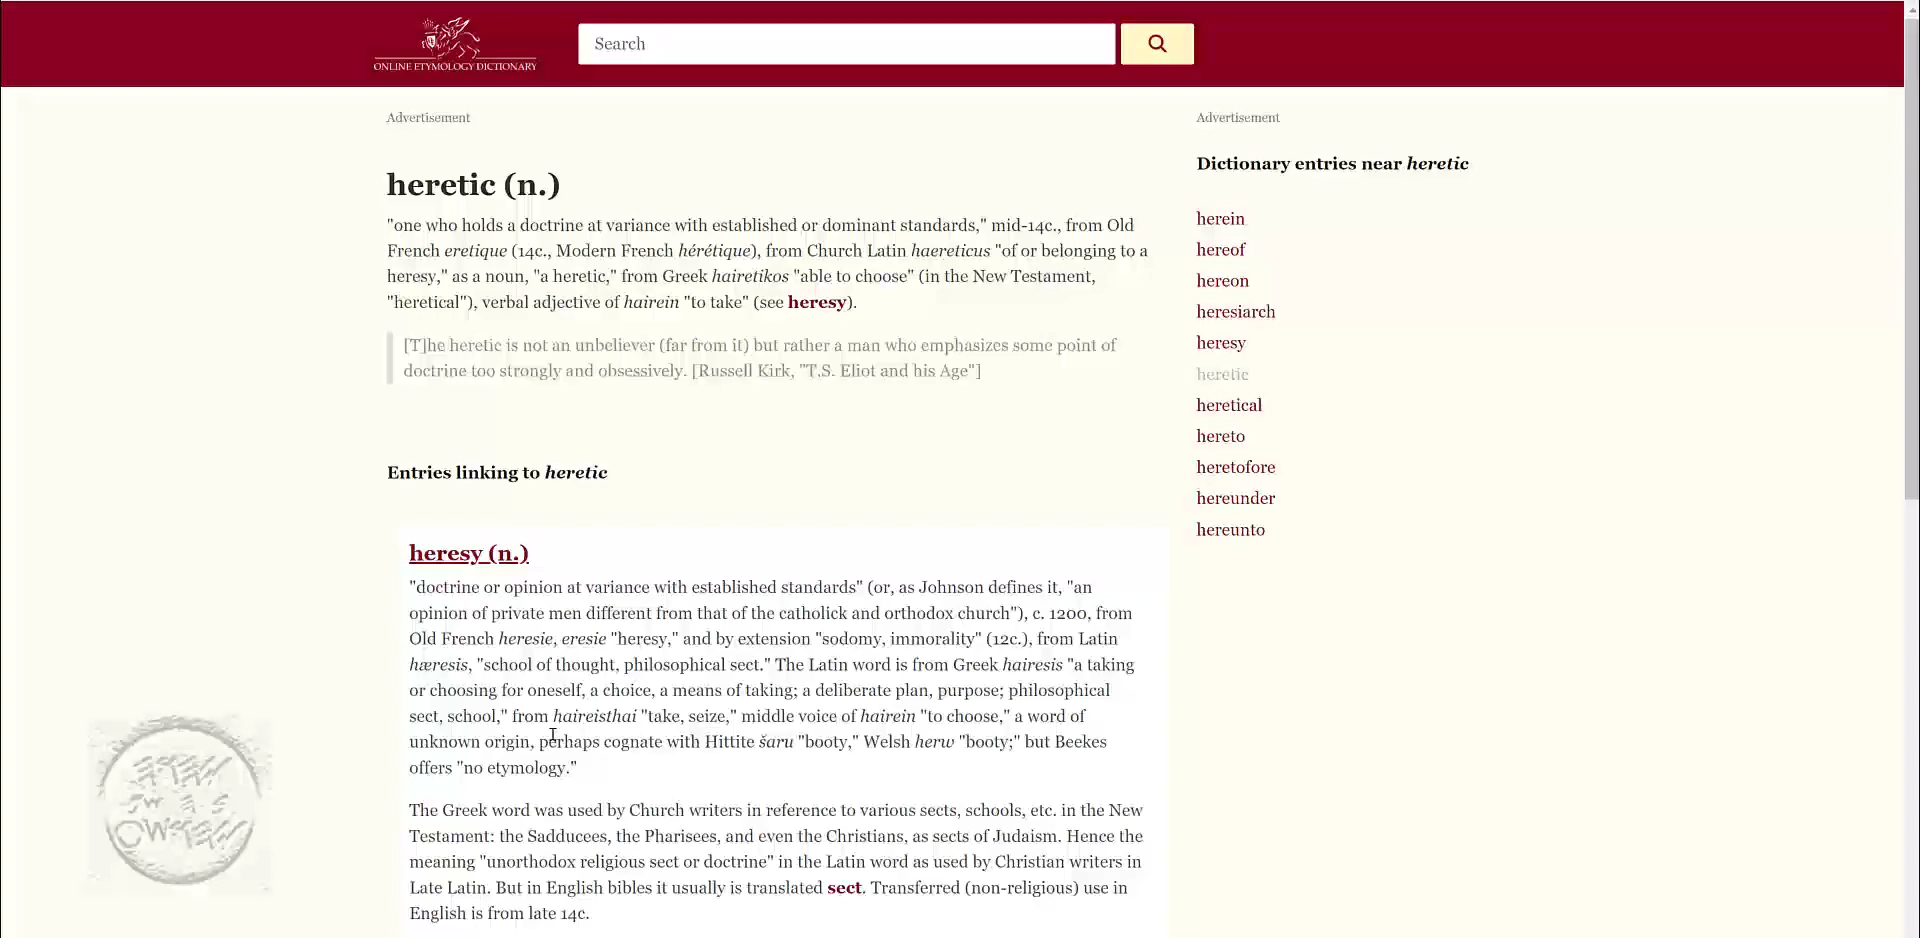 ONLINE ETYMOLOGY DICTIONARY
Search
Advertisement
heretic (n.)
"one who holds a doctrine at variance with established or dominant standards," mid-14c., from Old
French eretique (14c., Modern French hérétique), from Church Latin haereticus "of or belonging to a
heresy," as a noun, "a heretic," from Greek hairetikos "able to choose" (in the New Testament,
"heretical"), verbal adjective of hairein "to take" (see heresy).
[T]he heretic is not an unbeliever (far from it) but rather a man who emphasizes some point of
doctrine too strongly and obsessively. [Russell Kirk, "T.S. Eliot and his Age"]
Entries linking to heretic
heresy (n.)
"doctrine or opinion at variance with established standards" (or, as Johnson defines it, "an
opinion of private men different from that of the catholick and orthodox church"), c. 1200, from
Old French heresie, eresie "heresy," and by extension "sodomy, immorality" (12c.), from Latin
hæresis, "school of thought, philosophical sect." The Latin word is from Greek hairesis "a taking
or choosing for oneself, a choice, a means of taking; a deliberate plan, purpose; philosophical
sect, school," from haireisthai "take, seize," middle voice of hairein "to choose," a word of
unknown origin, perhaps cognate with Hittite šaru "booty," Welsh herw "booty;" but Beekes
offers "no etymology."
The Greek word was used by Church writers in reference to various sects, schools, etc. in the New
Testament: the Sadducees, the Pharisees, and even the Christians, as sects of Judaism. Hence the
meaning "unorthodox religious sect or doctrine" in the Latin word as used by Christian writers in
Late Latin. But in English bibles it usually is translated sect. Transferred (non-religious) use in
English is from late 14c.
Advertisement
Dictionary entries near heretic
herein
hereof
hereon
heresiarch
heresy
heretic
heretical
hereto
heretofore
hereunder
hereunto